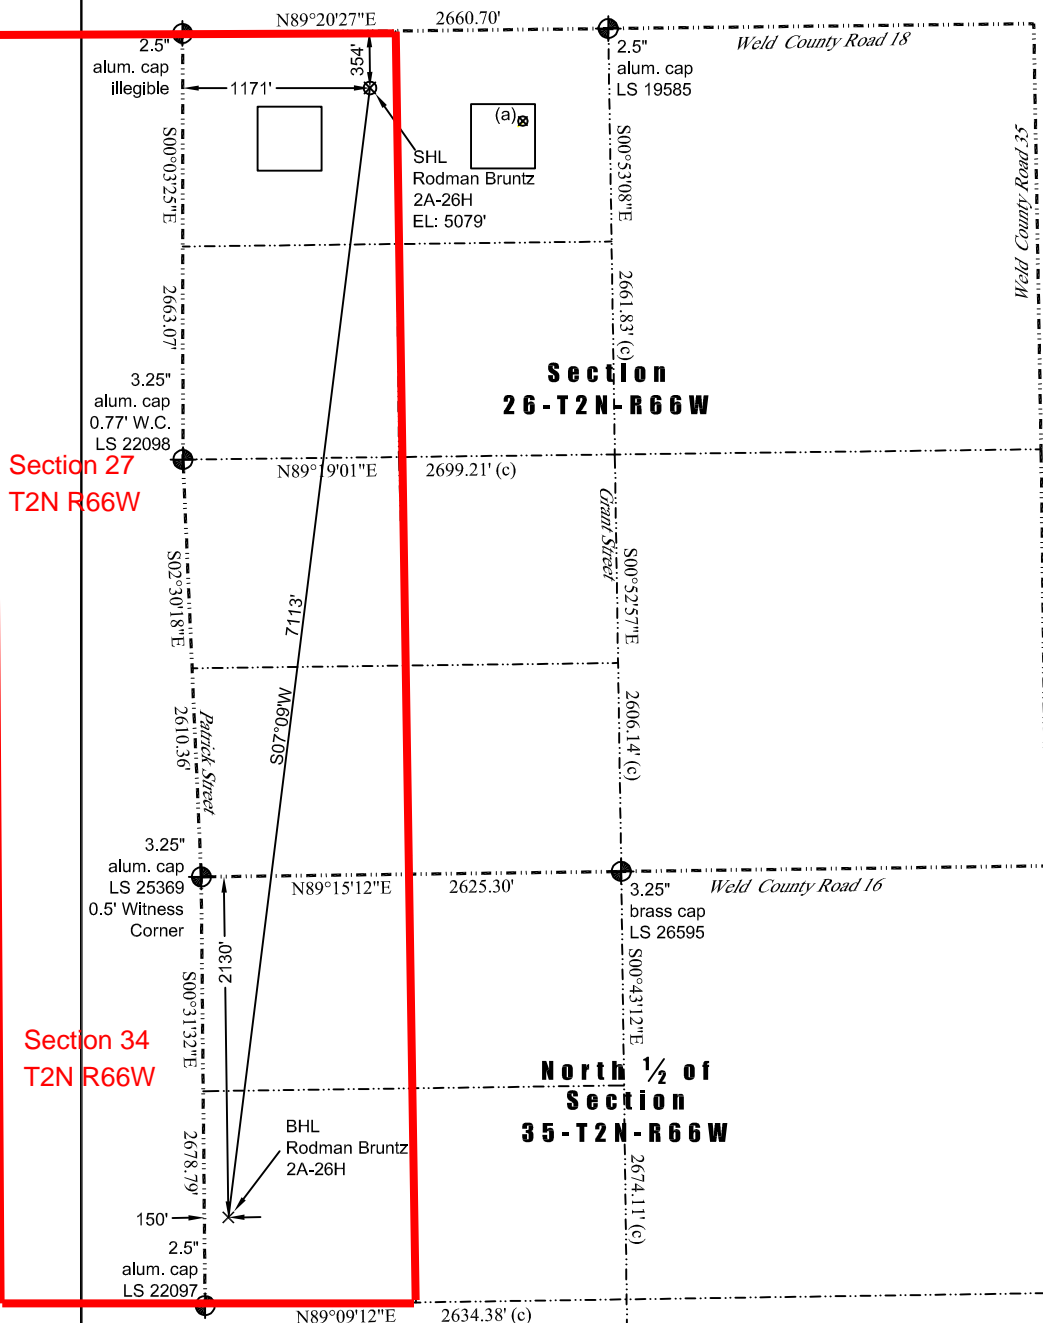 N89°20'27"E 2660.70'
2.5"
alum. cap
illegible
354'
1171'
2.5"
alum. cap
LS 19585
Weld County Road 18
(a)
SHL
Rodman Bruntz
2A-26H
EL: 5079'
S00°03'25"E
2663.07'
S00°53'08"E
2661.83' (c)
Weld County Road 35
Section
26-T2N-R66W
3.25"
alum. cap
0.77' W.C.
LS 22098
Section 27
T2N R66W
N89°19'01"E 2699.21' (c)
Grant Street
S02°30'18"E
2610.36'
Patrick Street
7113'
S07°09'W
S00°52'57"E
2606.14' (c)
3.25"
alum. cap
LS 25369
0.5' Witness
Corner
N89°15'12"E 2625.30'
3.25"
brass cap
LS 26595
Weld County Road 16
2130'
S00°31'32"E
2678.79'
S00°43'12"E
2674.11' (c)
Section 34
T2N R66W
North ½ of
Section
35-T2N-R66W
BHL
Rodman Bruntz
2A-26H
150'
2.5"
alum. cap
LS 22097
N89°09'12"E 2634.38' (c)